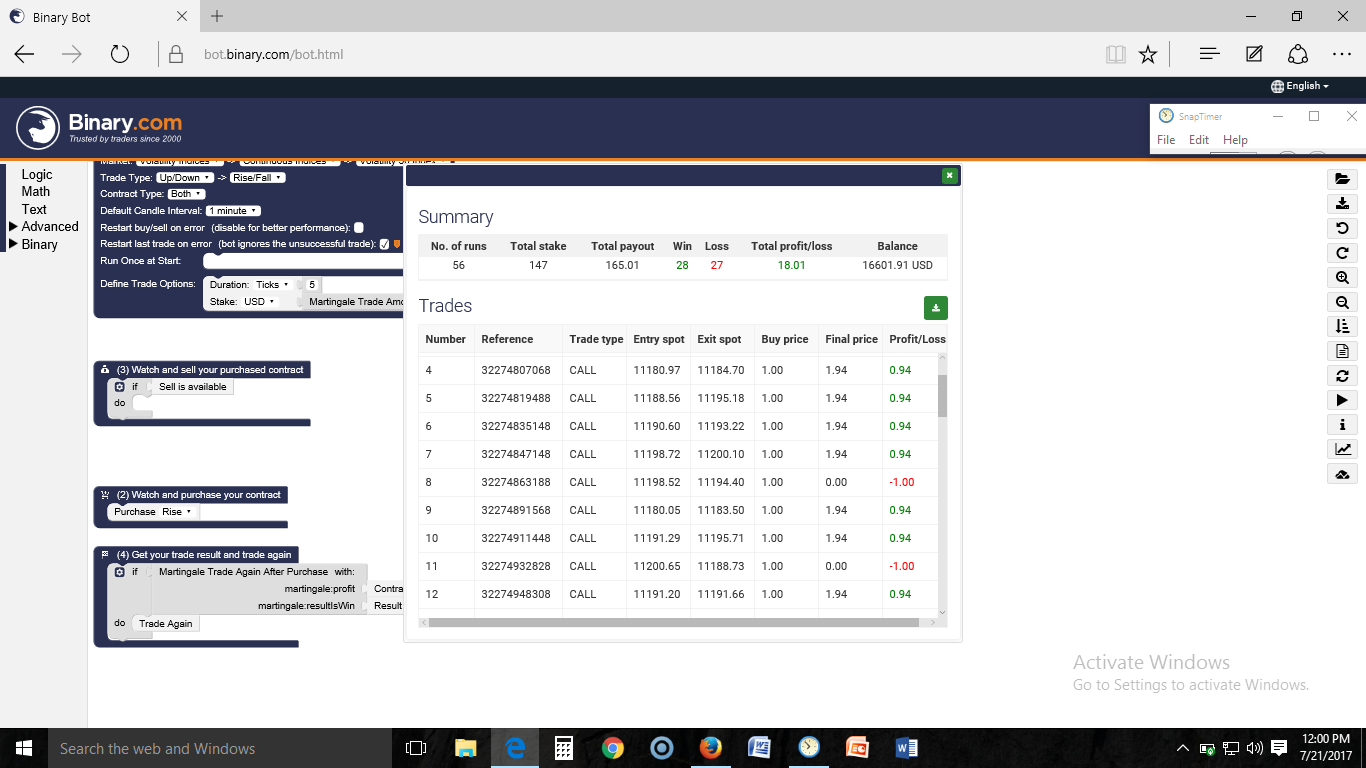 Binary Bot
bot.binary.com/bot.html
English
Binary.com
Trusted by traders since 2000
SnapTimer
File Edit Help
Logic
Math
Text
Advanced
Binary
Market: Volatility Indices -> Continuous Indices -> Volatility 50 Index
Trade Type: Up/Down -> Rise/Fall
Contract Type: Both
Default Candle Interval: 1 minute
Restart buy/sell on error (disable for better performance):
Restart last trade on error (bot ignores the unsuccessful trade):
Run Once at Start:
Define Trade Options: Duration: Ticks 5
Stake: USD Martingale Trade Amo
(3) Watch and sell your purchased contract
if Sell is available
do
(2) Watch and purchase your contract
Purchase Rise
(4) Get your trade result and trade again
if Martingale Trade Again After Purchase with:
martingale:profit Contra
martingale:resultIsWin Result
do Trade Again
Summary
No. of runs Total stake Total payout Win Loss Total profit/loss Balance
56 147 165.01 28 27 18.01 16601.91 USD
Trades
Number Reference Trade type Entry spot Exit spot Buy price Final price Profit/Loss
4 32274807068 CALL 11180.97 11184.70 1.00 1.94 0.94
5 32274819488 CALL 11188.56 11195.18 1.00 1.94 0.94
6 32274835148 CALL 11190.60 11193.22 1.00 1.94 0.94
7 32274847148 CALL 11198.72 11200.10 1.00 1.94 0.94
8 32274863188 CALL 11198.52 11194.40 1.00 0.00 -1.00
9 32274891568 CALL 11180.05 11183.50 1.00 1.94 0.94
10 32274911448 CALL 11191.29 11195.71 1.00 1.94 0.94
11 32274932828 CALL 11200.65 11188.73 1.00 0.00 -1.00
12 32274948308 CALL 11191.20 11191.66 1.00 1.94 0.94
Activate Windows
Go to Settings to activate Windows.
Search the web and Windows
12:00 PM
7/21/2017